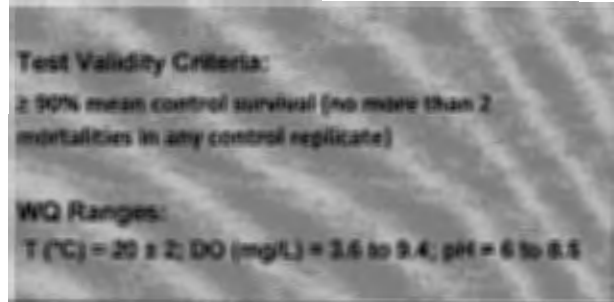 Test Validity Criteria:
≥ 90% mean control survival (no more than 2
mortalities in any control replicate)
WQ Ranges:
T (°C) = 20 ± 2; DO (mg/L) = 3.6 to 9.4; pH = 6 to 8.5